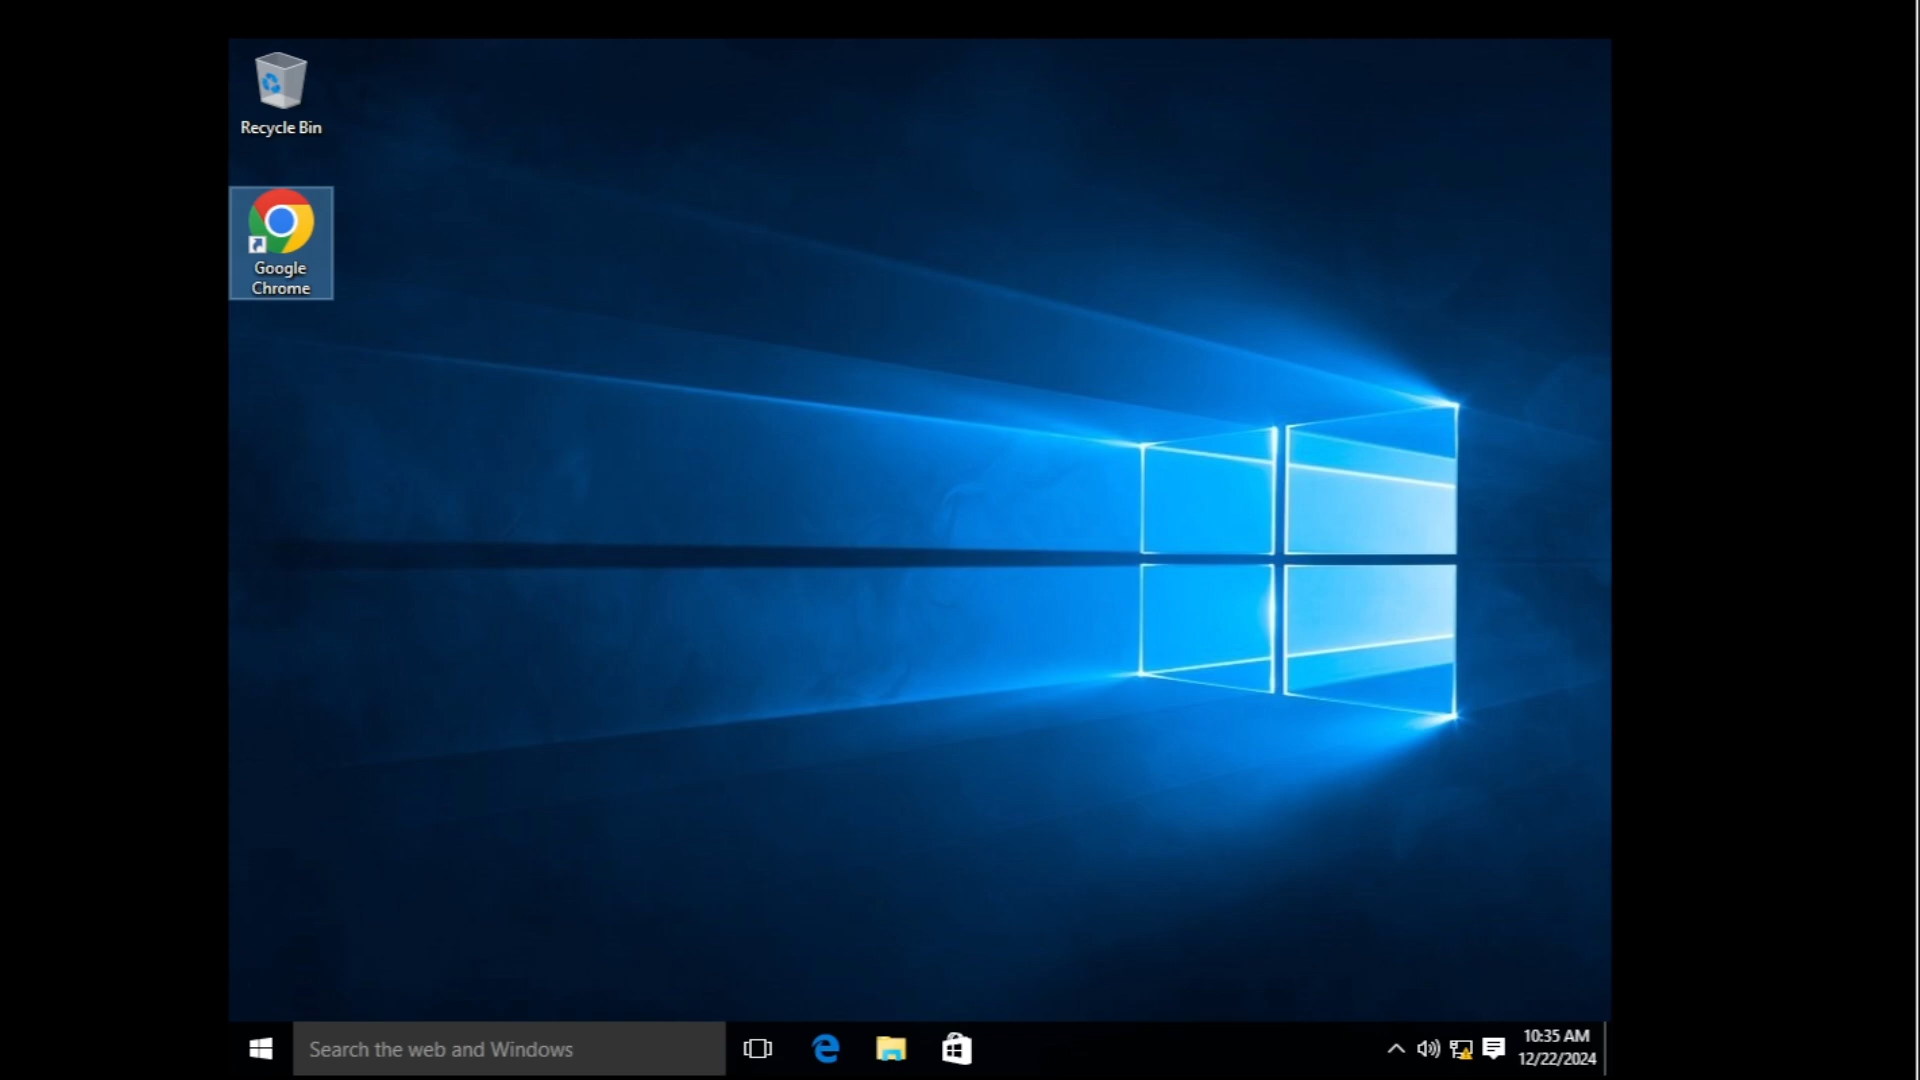 Recycle Bin
Google
Chrome
Search the web and Windows
10:35 AM
12/22/2024